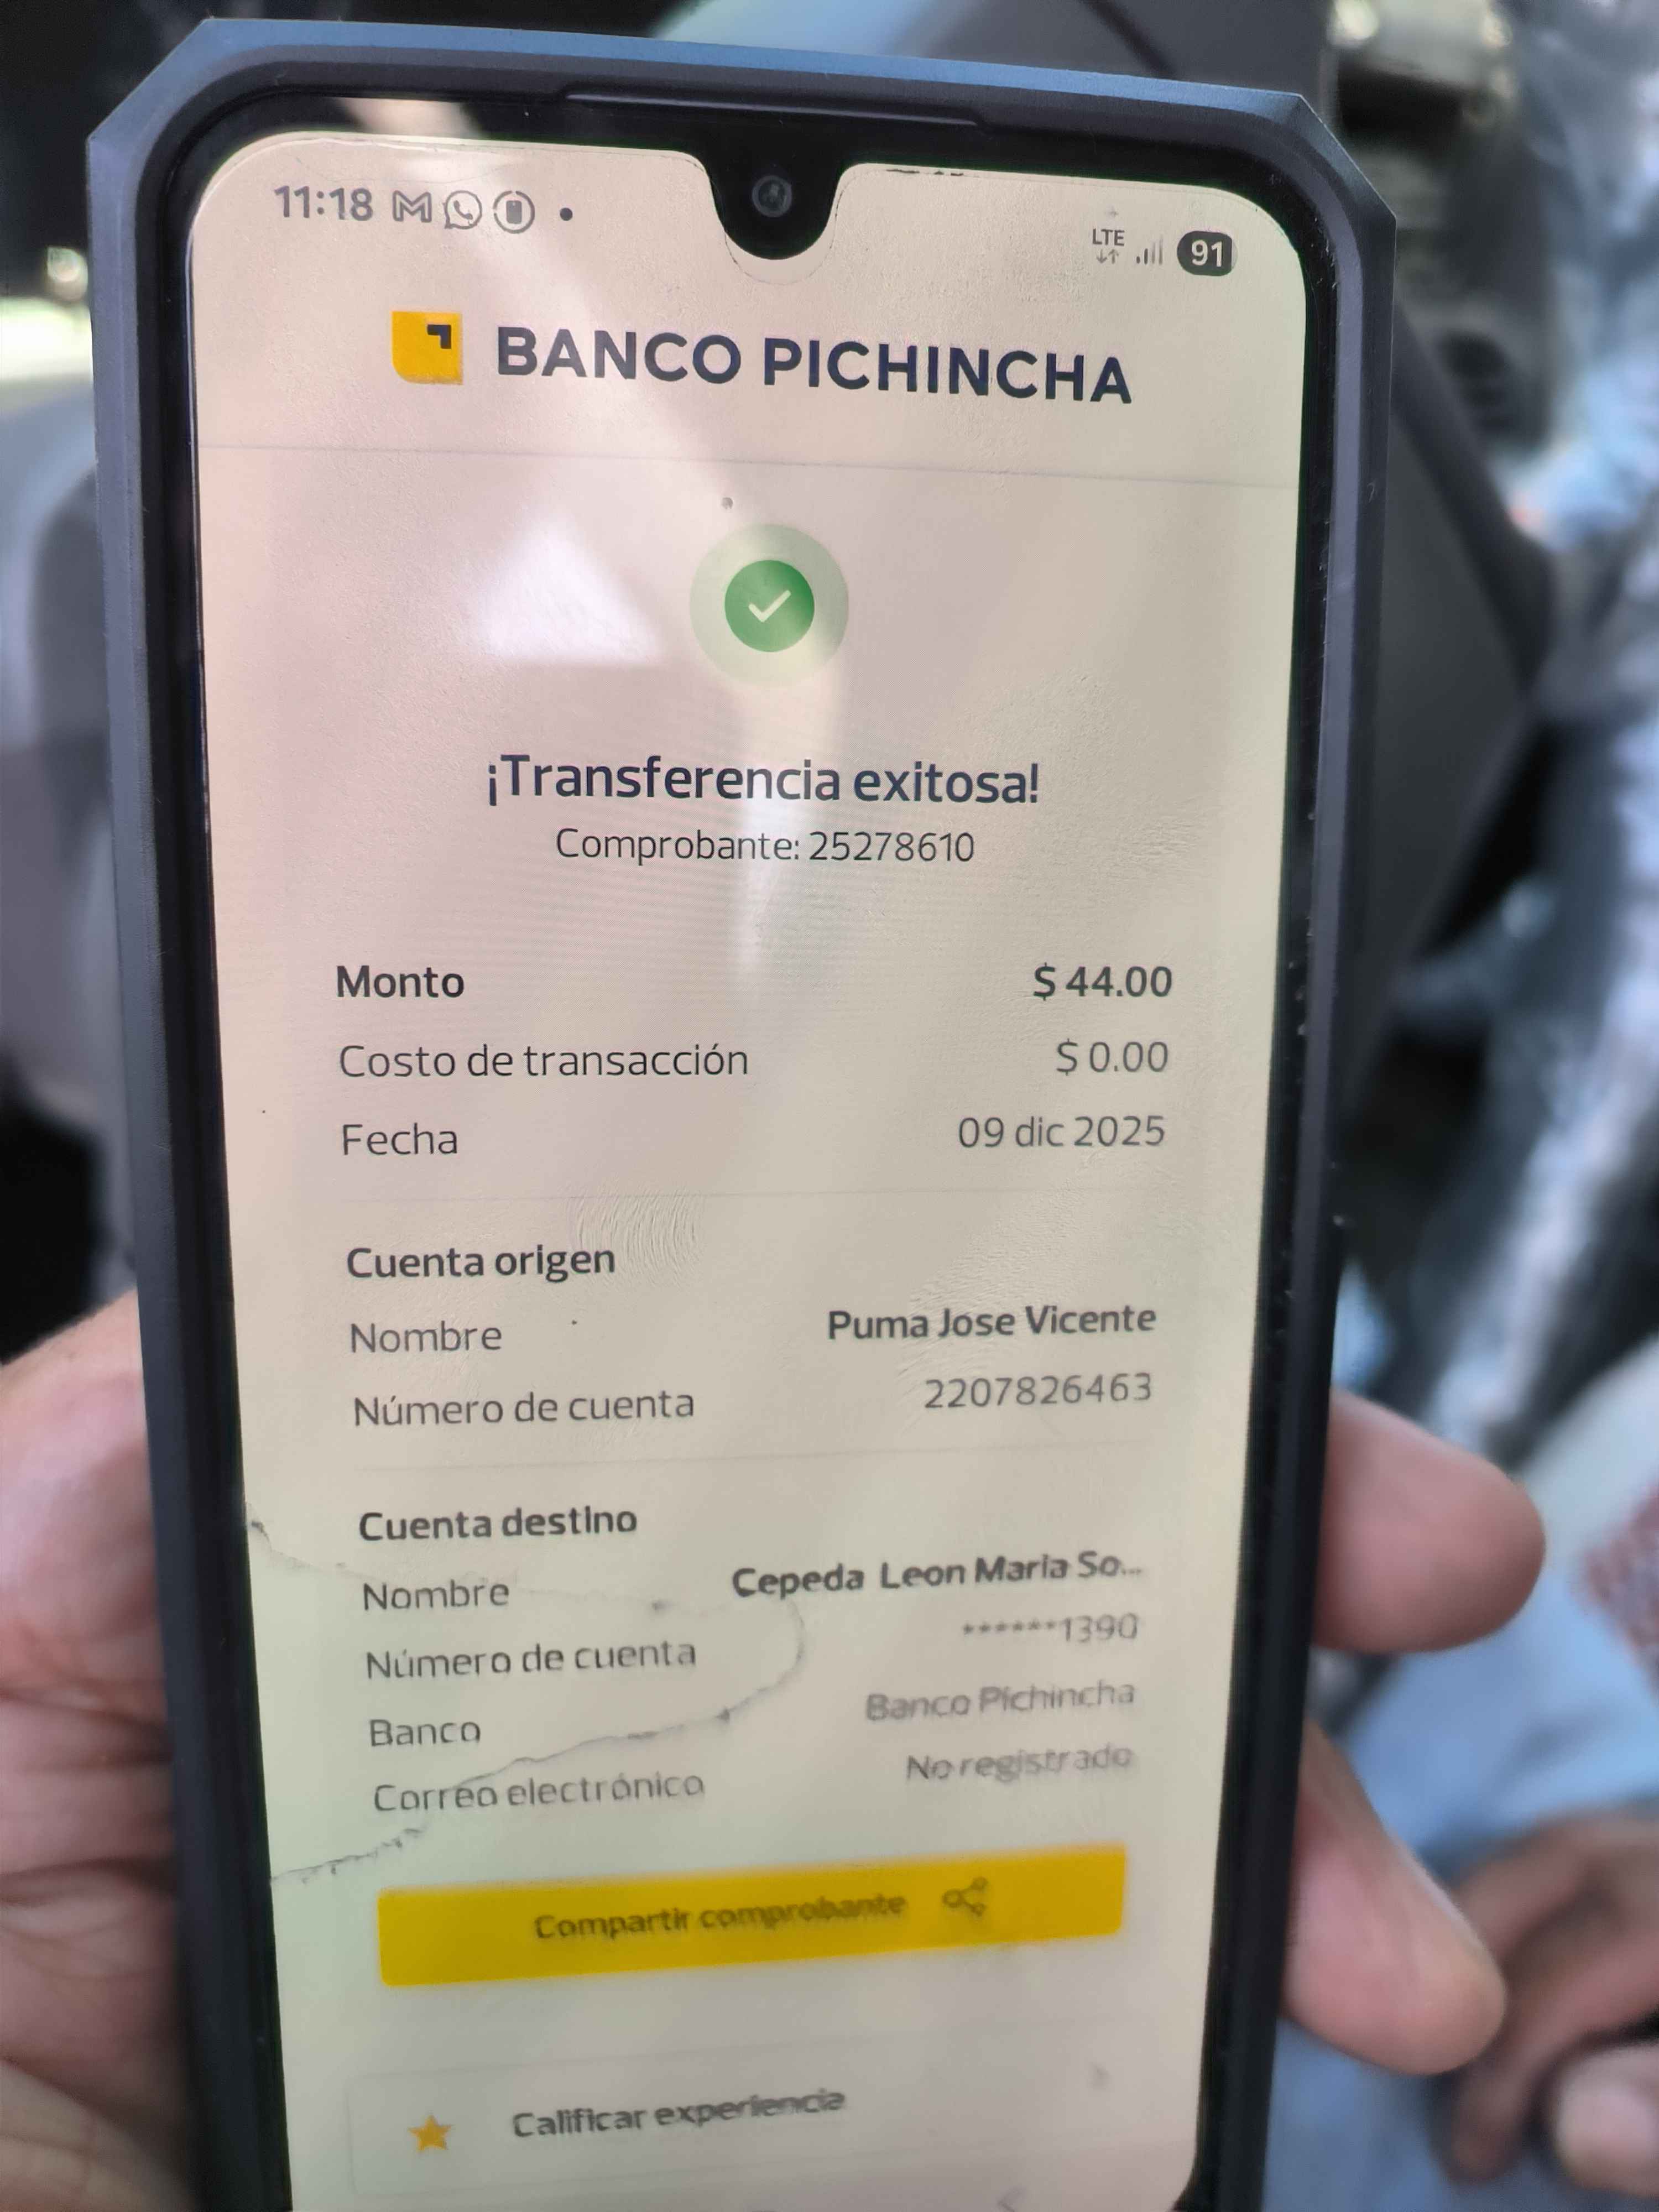 11:18
LTE 91
BANCO PICHINCHA
¡Transferencia exitosa!
Comprobante: 25278610
Monto $ 44.00
Costo de transacción $ 0.00
Fecha 09 dic 2025
Cuenta origen
Nombre Puma Jose Vicente
Número de cuenta 2207826463
Cuenta destino
Nombre Cepeda Leon Maria So...
Número de cuenta ******1390
Banco Banco Pichincha
Correo electrónico No registrado
Compartir comprobante
Calificar experiencia